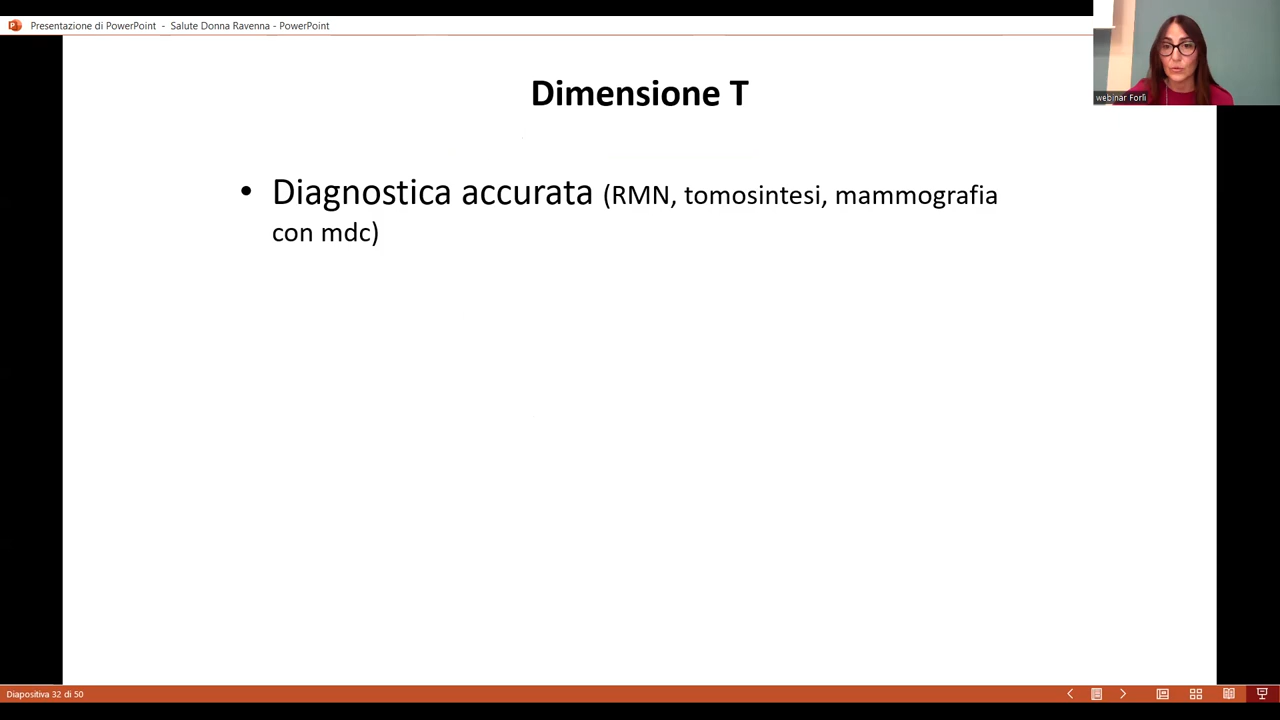 Presentazione di PowerPoint - Salute Donna Ravenna - PowerPoint
webinar Forlì
Dimensione T
• Diagnostica accurata (RMN, tomosintesi, mammografia
con mdc)
Diapositiva 32 di 50